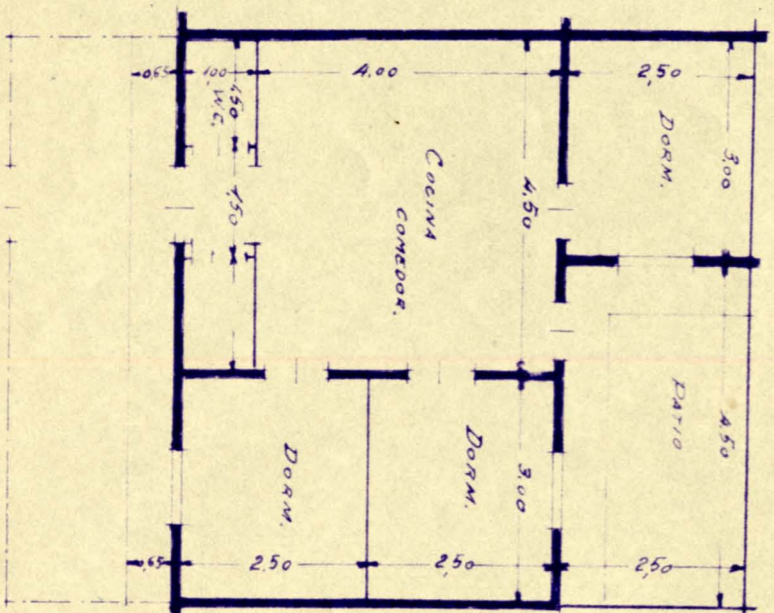 0,65
1,00
4,00
2,50
1,50
W.C.
DORM.
3,00
COCINA
COMEDOR.
4,50
1,50
PATIO
4,50
DORM.
DORM.
3,00
0,65
2,50
2,50
2,50